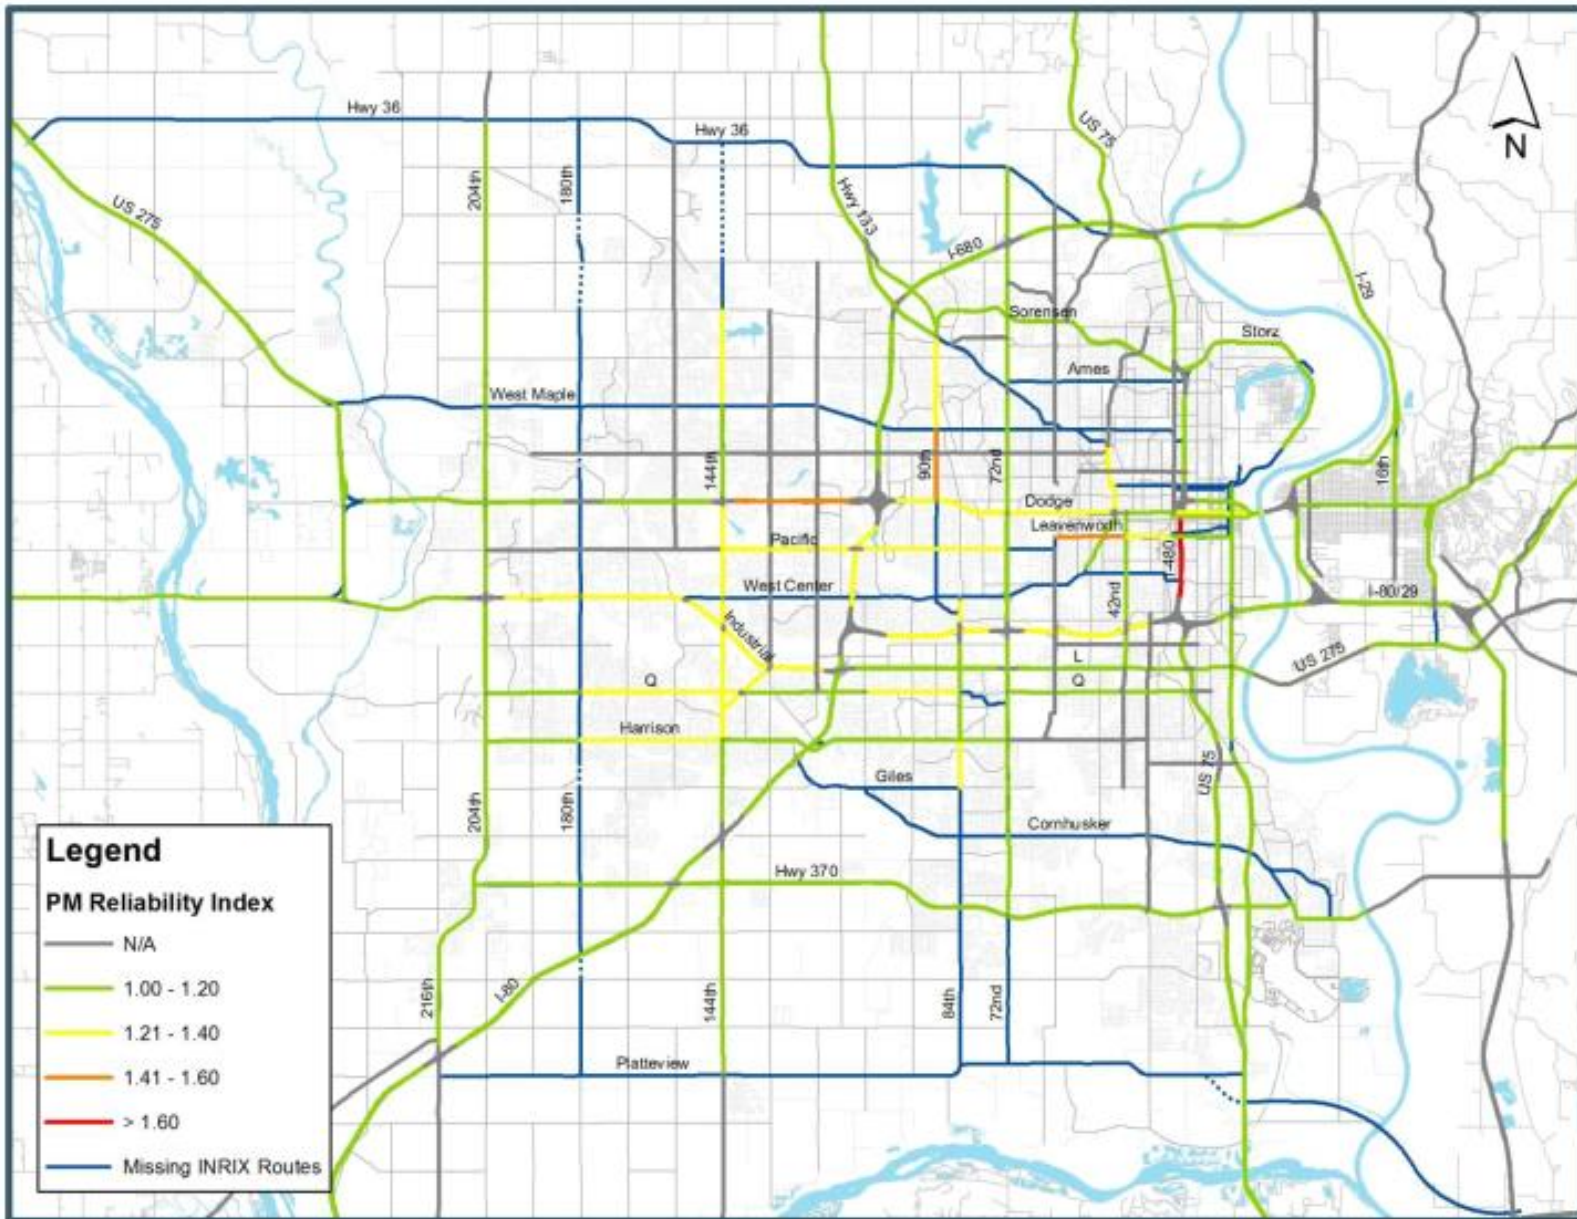 Hwy 36
Hwy 36
US 75
N
204th
180th
Hwy 133
US 275
I-680
I-29
Sorensen
Storz
Ames
West Maple
144th
90th
72nd
16th
Dodge
Leavenworth
Pacific
I-480
West Center
42nd
I-80/29
Industrial
L
US 275
Q
Q
Harrison
US 75
Giles
204th
180th
Cornhusker
Hwy 370
216th
I-80
144th
84th
72nd
Platteview
Legend
PM Reliability Index
N/A
1.00 - 1.20
1.21 - 1.40
1.41 - 1.60
> 1.60
Missing INRIX Routes